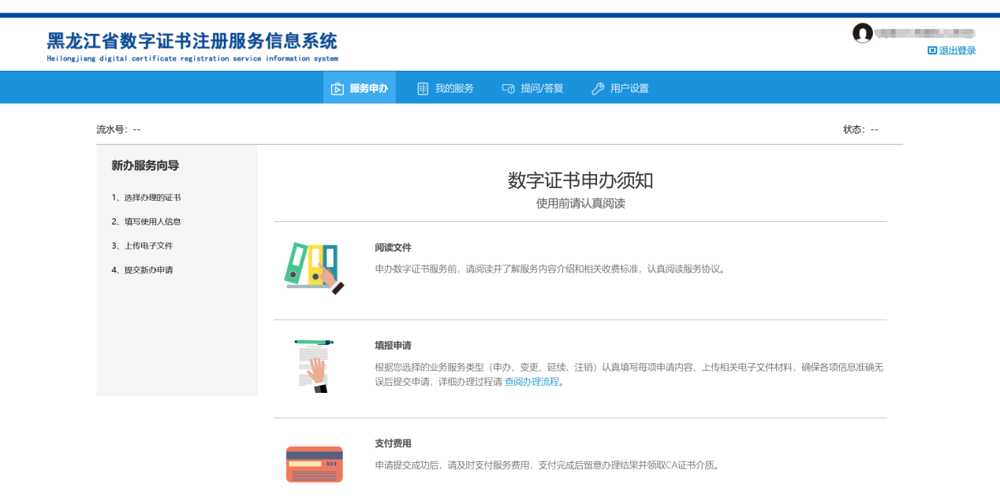 黑龙江省数字证书注册服务信息系统
Heilongjiang digital certificate registration service information system
退出登录
服务申办 我的服务 提问/答复 用户设置
流水号：-- 状态：--
新办服务向导
1、选择办理的证书
2、填写使用人信息
3、上传电子文件
4、提交新办申请
数字证书申办须知
使用前请认真阅读
阅读文件
申办数字证书服务前，请阅读并了解服务内容介绍和相关收费标准，认真阅读服务协议。
填报申请
根据您选择的业务服务类型（申办、变更、延续、注销）认真填写每项申请内容、上传相关电子文件材料，确保各项信息准确无
误后提交申请，详细办理过程请 查阅办理流程。
支付费用
申请提交成功后，请及时支付服务费用，支付完成后留意办理结果并领取CA证书介质。